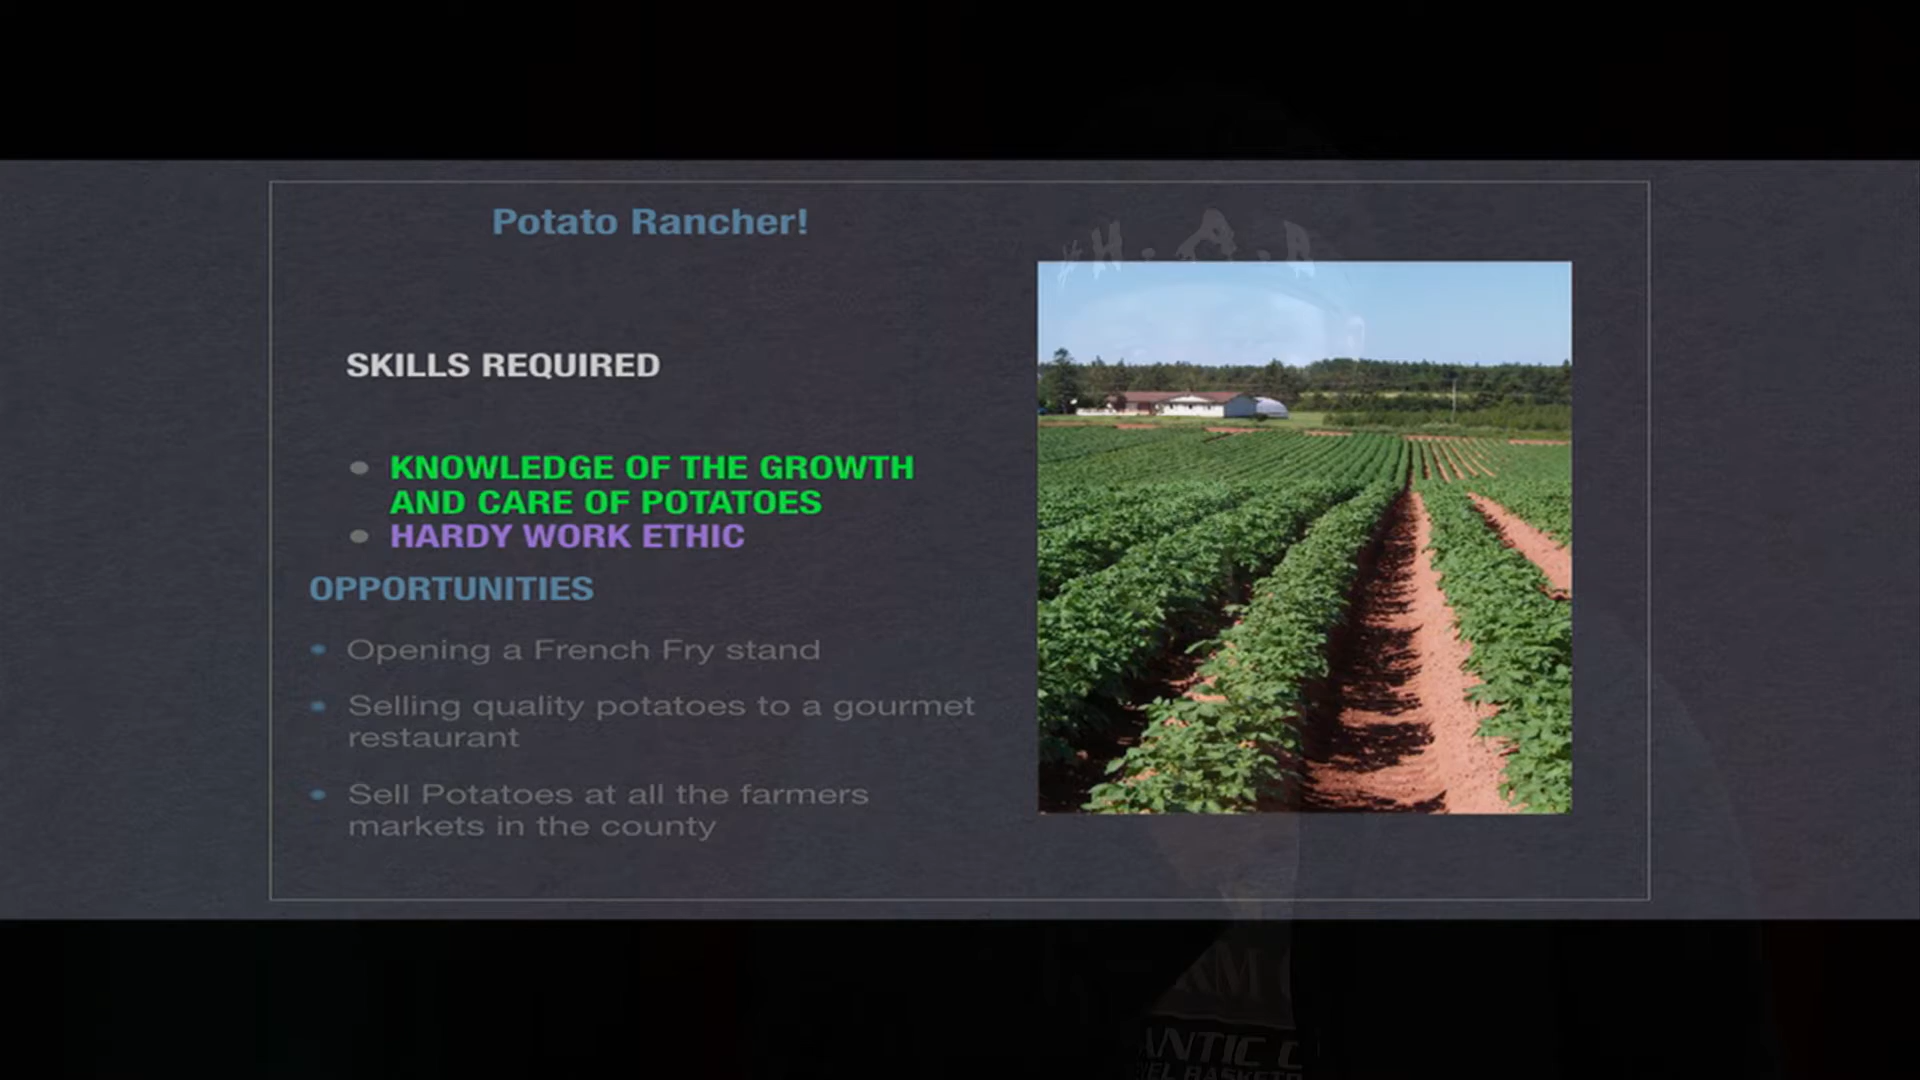 Potato Rancher!
SKILLS REQUIRED
• KNOWLEDGE OF THE GROWTH
AND CARE OF POTATOES
• HARDY WORK ETHIC
OPPORTUNITIES
• Opening a French Fry stand
• Selling quality potatoes to a gourmet
restaurant
• Sell Potatoes at all the farmers
markets in the county
ANTIC C